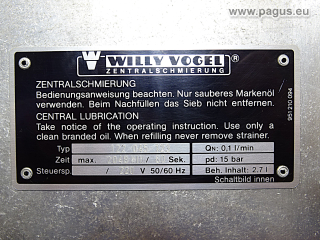 www.pagus.eu
WILLY VOGEL ®
ZENTRALSCHMIERUNG
ZENTRALSCHMIERUNG
Bedienungsanweisung beachten. Nur sauberes Markenöl
verwenden. Beim Nachfüllen das Sieb nicht entfernen.
CENTRAL LUBRICATION
Take notice of the operating instruction. Use only a
clean branded oil. When refilling never remove strainer.
Typ QN: 0,1 l/min
Zeit max. Sek. pd: 15 bar
Steuersp. V 50/60 Hz Beh. Inhalt: 2,7 l
Schaltbild innen
951 210 094